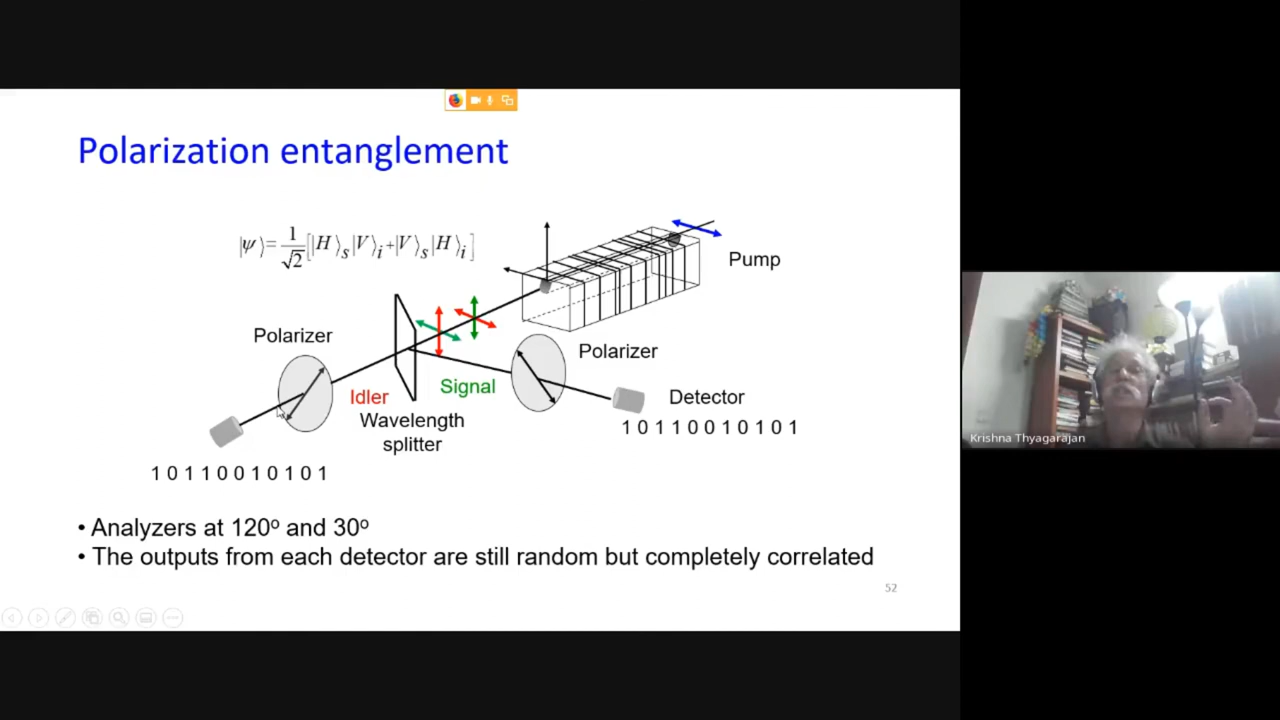 Polarization entanglement
|ψ⟩= 1/√2 [|H⟩s|V⟩i+|V⟩s|H⟩i]
Pump
Polarizer
Polarizer
Idler
Signal
Detector
Wavelength
splitter
1 0 1 1 0 0 1 0 1 0 1
1 0 1 1 0 0 1 0 1 0 1
• Analyzers at 120º and 30º
• The outputs from each detector are still random but completely correlated
52
Krishna Thyagarajan